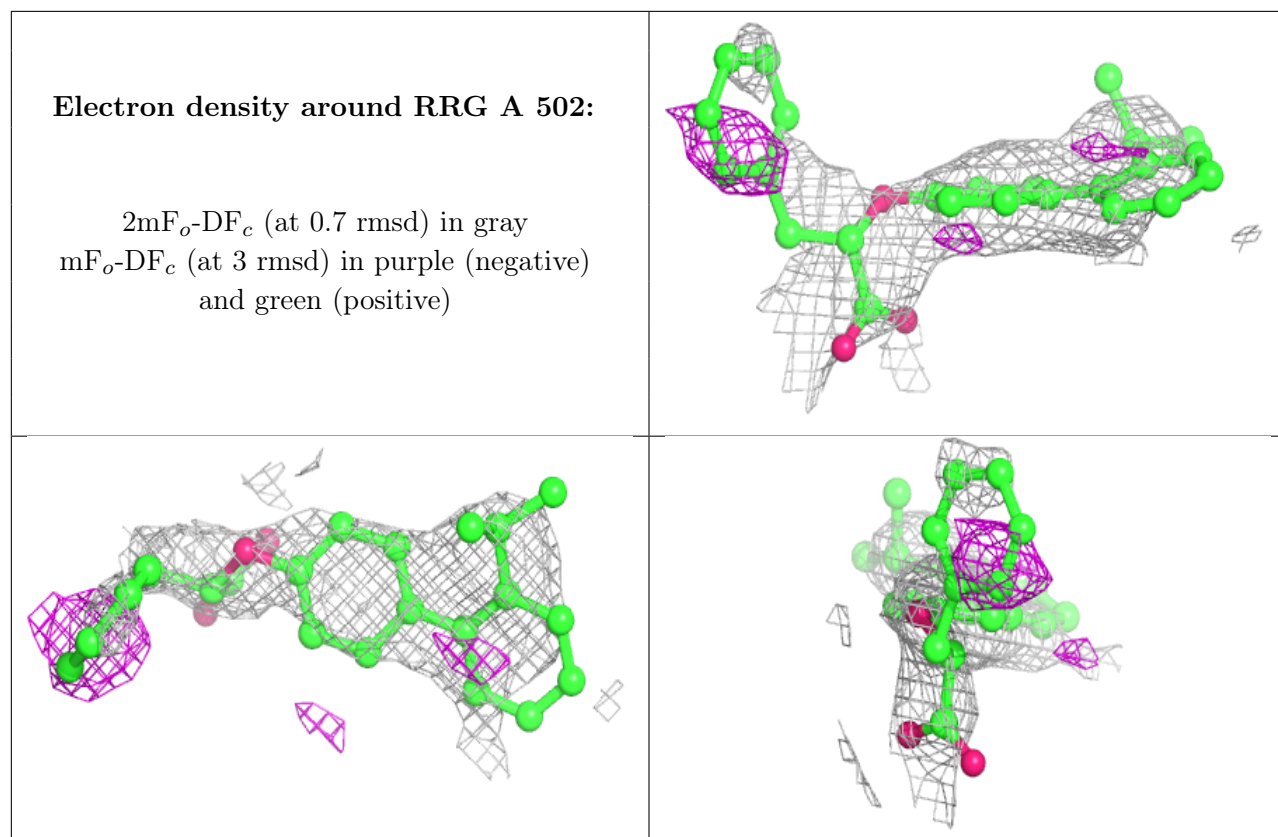 Electron density around RRG A 502:
2mFₒ-DF𝒸 (at 0.7 rmsd) in gray
mFₒ-DF𝒸 (at 3 rmsd) in purple (negative)
and green (positive)